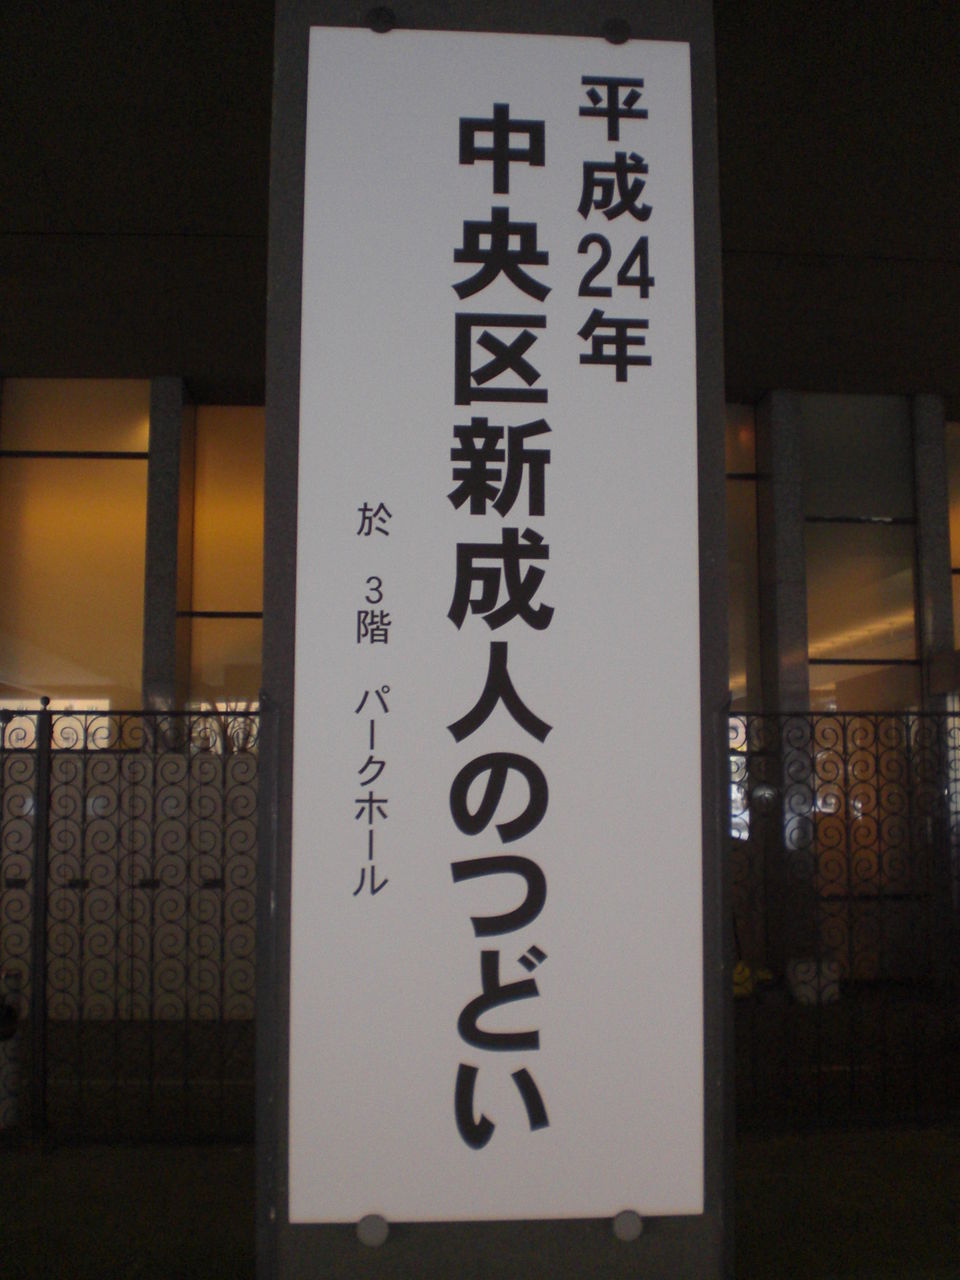 平成24年
中央区新成人のつどい
於 3階 パークホール